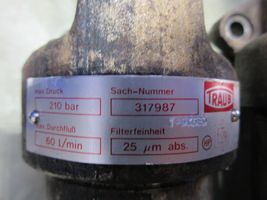 max. Druck
Sach-Nummer
210 bar
317987
TRAUB
max. Durchfluß
Filterfeinheit
60 L/min
25 µm abs.